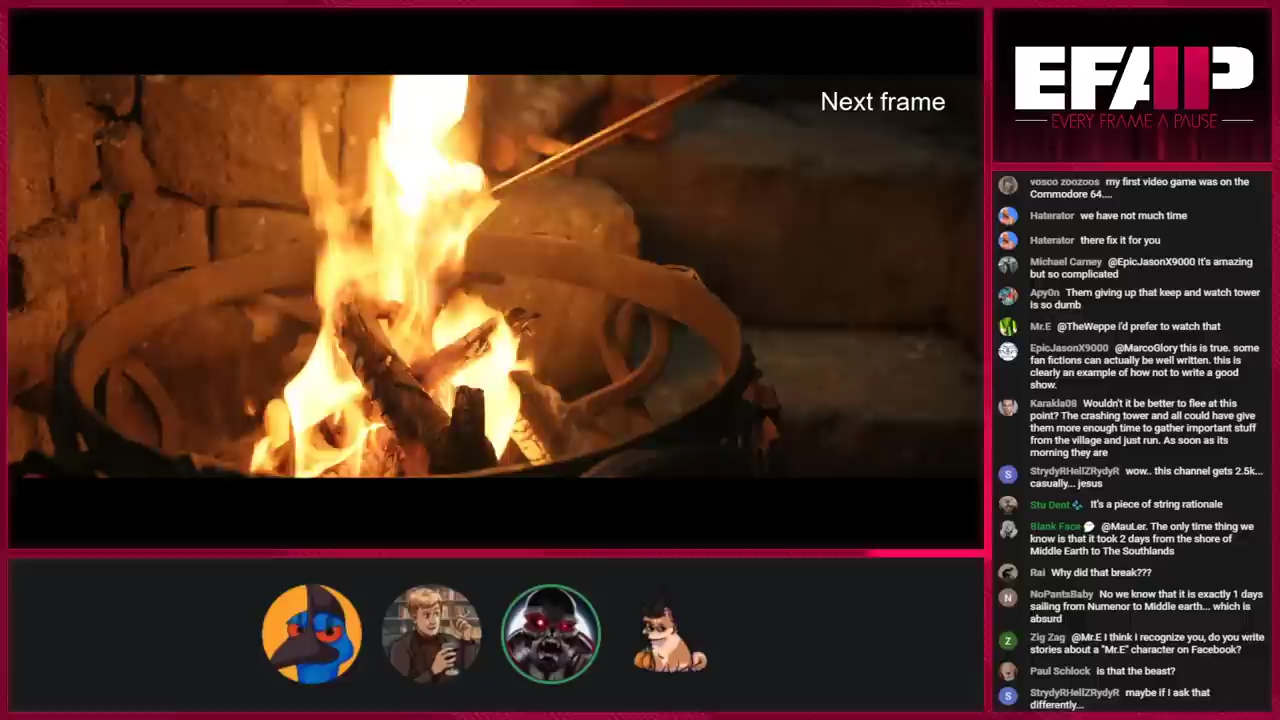 Next frame
EFAP
EVERY FRAME A PAUSE
vosco zoozoos my first video game was on the
Commodore 64....
Haterator we have not much time
Haterator there fix it for you
Michael Carney @EpicJasonX9000 It's amazing
but so complicated
Apy0n Them giving up that keep and watch tower
is so dumb
Mr.E @TheWeppe i'd prefer to watch that
EpicJasonX9000 @MarcoGlory this is true. some
fan fictions can actually be well written. this is
clearly an example of how not to write a good
show.
Karakla08 Wouldn't it be better to flee at this
point? The crashing tower and all could have give
them more enough time to gather important stuff
from the village and just run. As soon as its
morning they are
S StrydyRHellZRydyR wow.. this channel gets 2.5k...
casually... jesus
Stu Dent It's a piece of string rationale
Blank Face @MauLer. The only time thing we
know is that it took 2 days from the shore of
Middle Earth to The Southlands
Rai Why did that break???
N NoPantsBaby No we know that it is exactly 1 days
sailing from Numenor to Middle earth... which is
absurd
Z Zig Zag @Mr.E I think I recognize you, do you write
stories about a "Mr.E" character on Facebook?
Paul Schlock is that the beast?
S StrydyRHellZRydyR maybe if I ask that
differently...